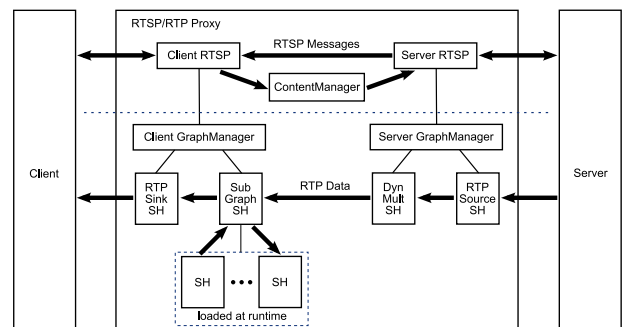 RTSP/RTP Proxy
Client RTSP
RTSP Messages
Server RTSP
ContentManager
Client GraphManager
Server GraphManager
Client
Server
RTP
Sink
SH
Sub
Graph
SH
RTP Data
Dyn
Mult
SH
RTP
Source
SH
SH
•••
SH
loaded at runtime